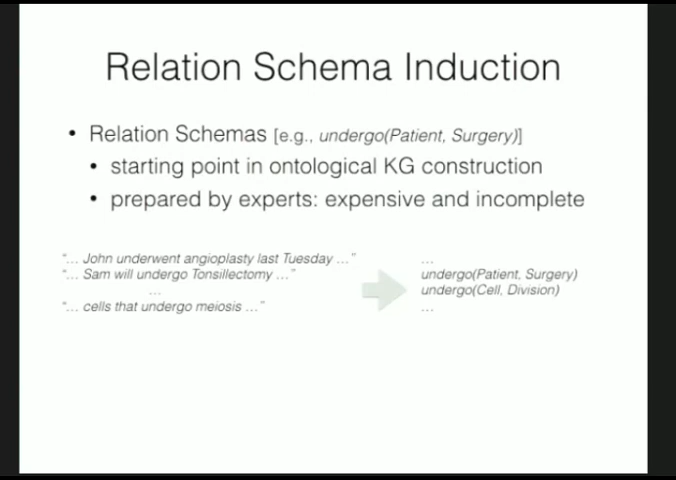 Relation Schema Induction
• Relation Schemas [e.g., undergo(Patient, Surgery)]
• starting point in ontological KG construction
• prepared by experts: expensive and incomplete
"... John underwent angioplasty last Tuesday ..."
"... Sam will undergo Tonsillectomy ..."
...
"... cells that undergo meiosis ..."
...
undergo(Patient, Surgery)
undergo(Cell, Division)
...